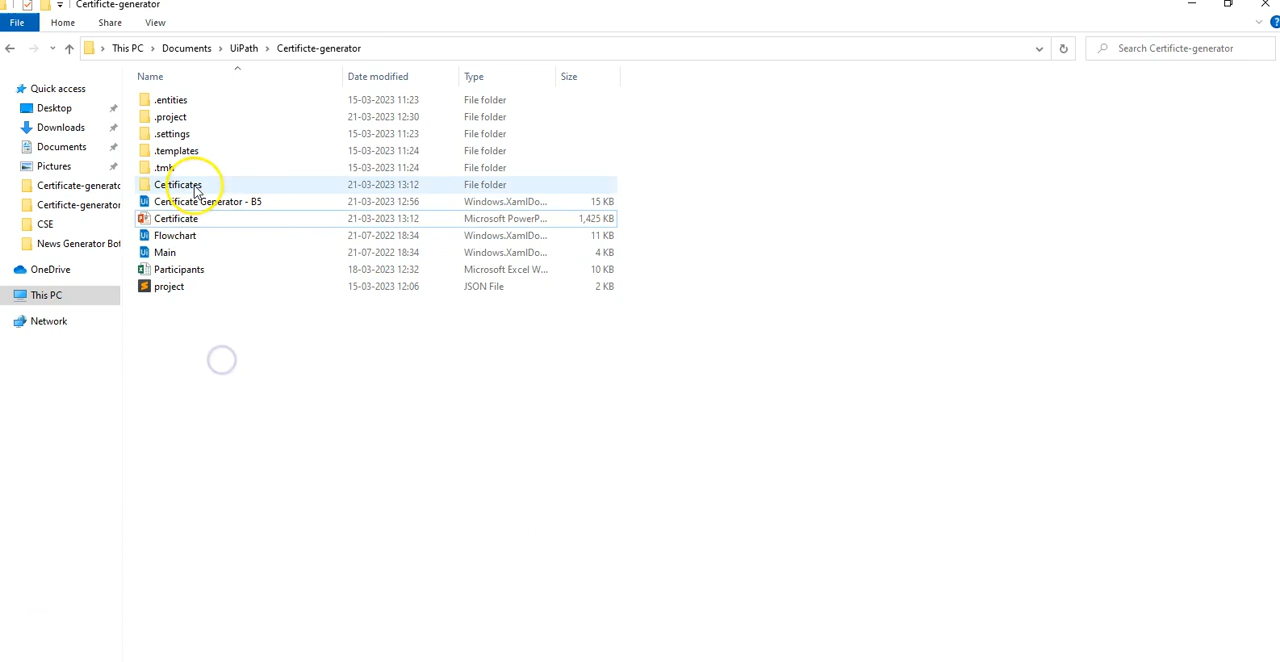 Certificte-generator
File Home Share View
This PC > Documents > UiPath > Certificte-generator
Search Certificte-generator
Name Date modified Type Size
Quick access
Desktop
Downloads
Documents
Pictures
Certificate-generato
Certificte-generator
CSE
News Generator Bot
OneDrive
This PC
Network
.entities 15-03-2023 11:23 File folder
.project 21-03-2023 12:30 File folder
.settings 15-03-2023 11:23 File folder
.templates 15-03-2023 11:24 File folder
.tmh 15-03-2023 11:24 File folder
Certificates 21-03-2023 13:12 File folder
Certificate Generator - B5 21-03-2023 12:56 Windows.XamlDo... 15 KB
Certificate 21-03-2023 13:12 Microsoft PowerP... 1,425 KB
Flowchart 21-07-2022 18:34 Windows.XamlDo... 11 KB
Main 21-07-2022 18:34 Windows.XamlDo... 4 KB
Participants 18-03-2023 12:32 Microsoft Excel W... 10 KB
project 15-03-2023 12:06 JSON File 2 KB